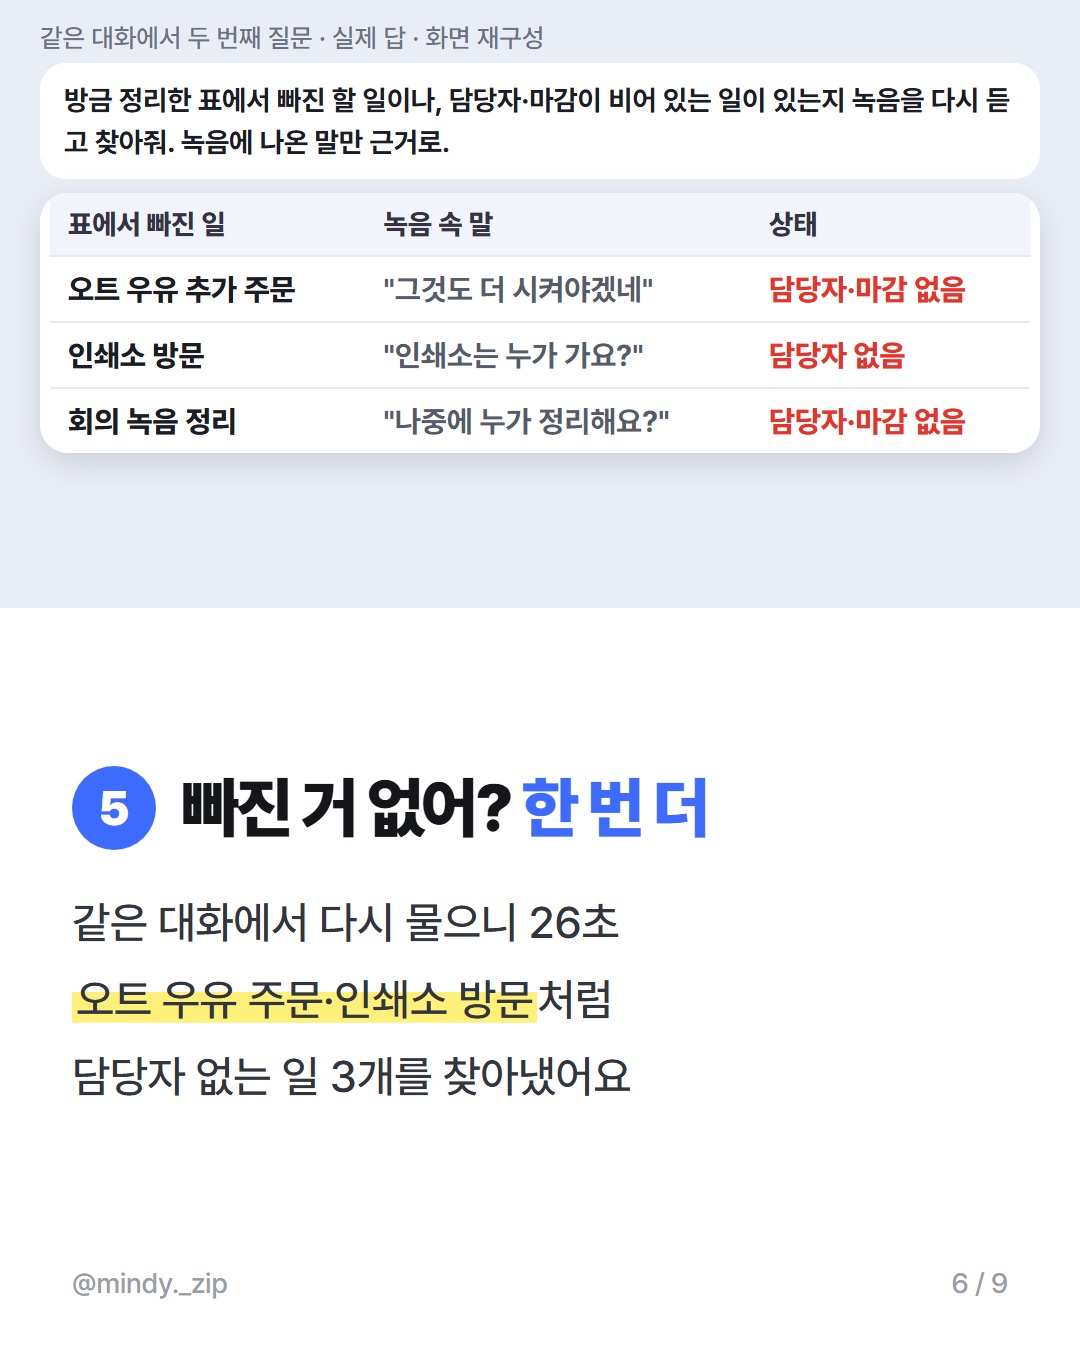 같은 대화에서 두 번째 질문 · 실제 답 · 화면 재구성
방금 정리한 표에서 빠진 할 일이나, 담당자·마감이 비어 있는 일이 있는지 녹음을 다시 듣
고 찾아줘. 녹음에 나온 말만 근거로.
표에서 빠진 일 녹음 속 말 상태
오트 우유 추가 주문 "그것도 더 시켜야겠네" 담당자·마감 없음
인쇄소 방문 "인쇄소는 누가 가요?" 담당자 없음
회의 녹음 정리 "나중에 누가 정리해요?" 담당자·마감 없음
5 빠진 거 없어? 한 번 더
같은 대화에서 다시 물으니 26초
오트 우유 주문·인쇄소 방문처럼
담당자 없는 일 3개를 찾아냈어요
@mindy._zip 6 / 9